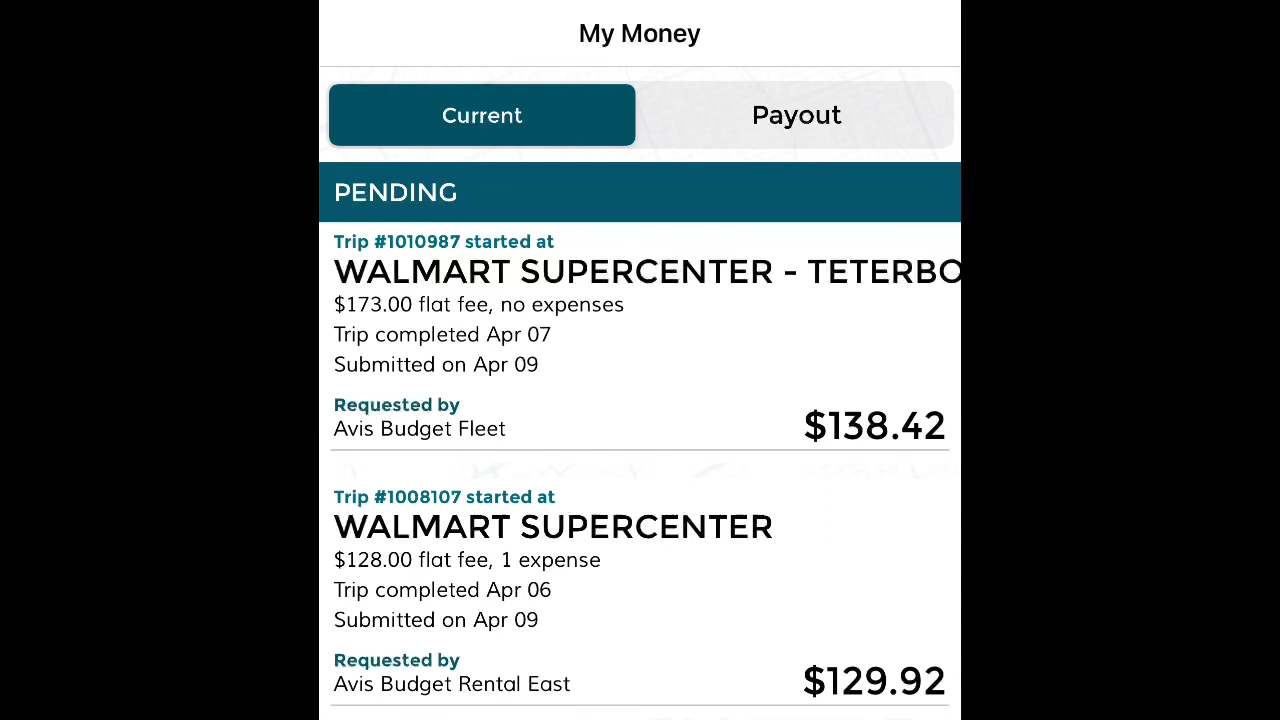 My Money
Current
Payout
PENDING
Trip #1010987 started at
WALMART SUPERCENTER - TETERBO
$173.00 flat fee, no expenses
Trip completed Apr 07
Submitted on Apr 09
Requested by
Avis Budget Fleet
$138.42
Trip #1008107 started at
WALMART SUPERCENTER
$128.00 flat fee, 1 expense
Trip completed Apr 06
Submitted on Apr 09
Requested by
Avis Budget Rental East
$129.92